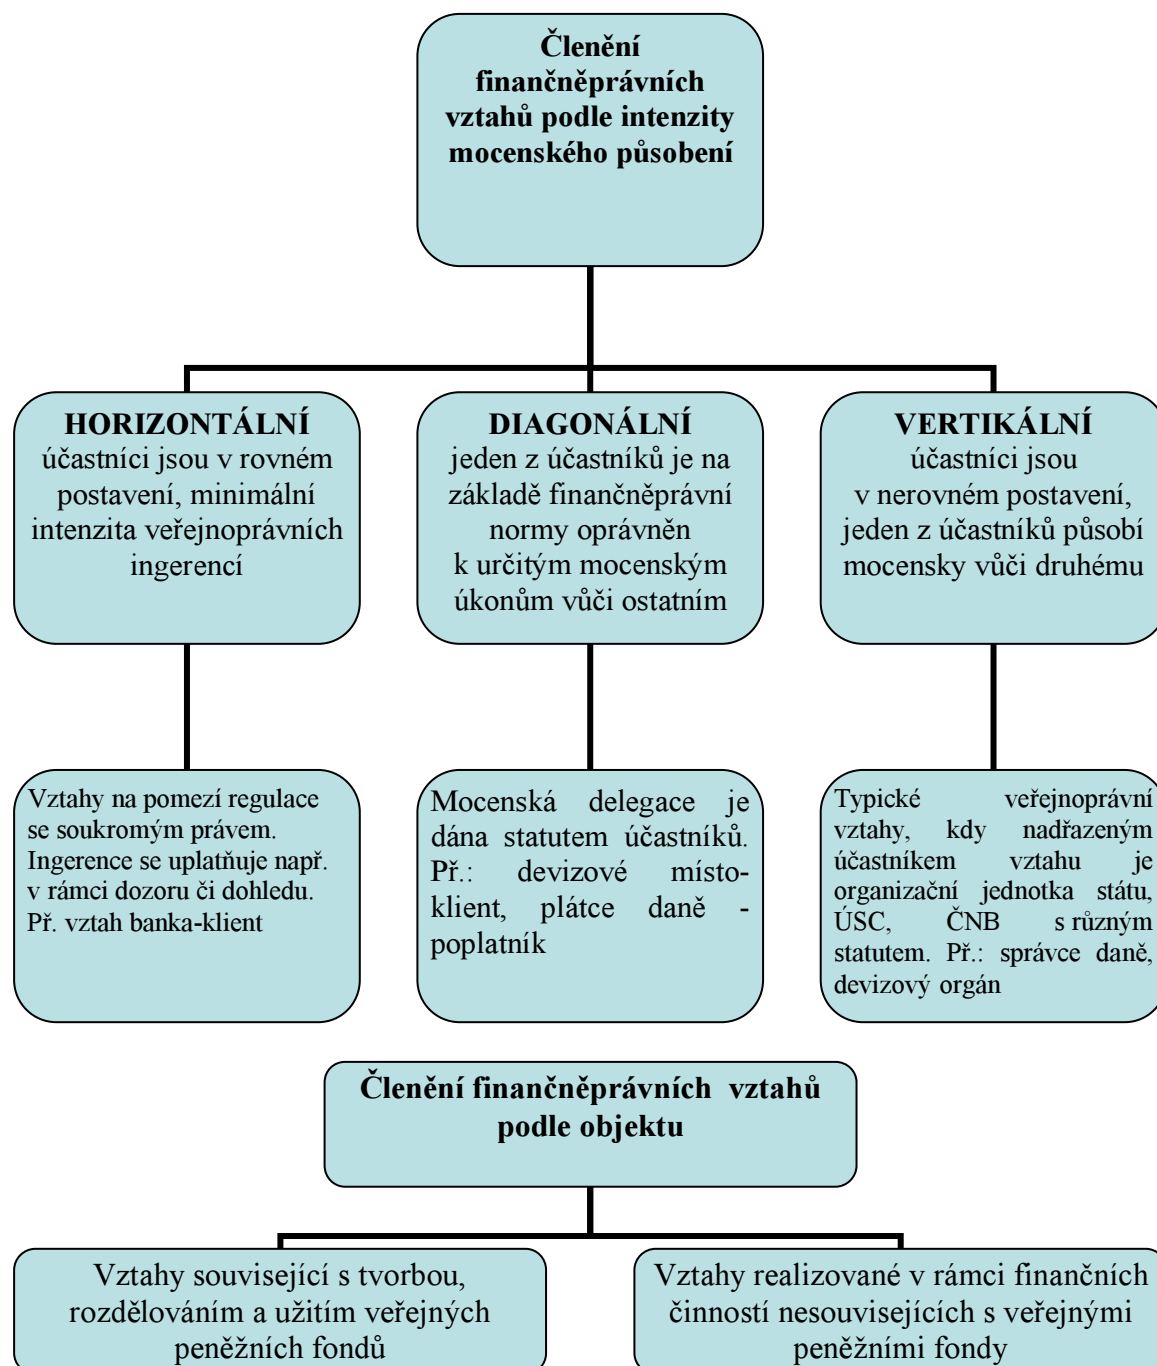 Členění
finančněprávních
vztahů podle intenzity
mocenského působení
HORIZONTÁLNÍ
účastníci jsou v rovném
postavení, minimální
intenzita veřejnoprávních
ingerencí
DIAGONÁLNÍ
jeden z účastníků je na
základě finančněprávní
normy oprávněn
k určitým mocenským
úkonům vůči ostatním
VERTIKÁLNÍ
účastníci jsou
v nerovném postavení,
jeden z účastníků působí
mocensky vůči druhému
Vztahy na pomezí regulace
se soukromým právem.
Ingerence se uplatňuje např.
v rámci dozoru či dohledu.
Př. vztah banka-klient
Mocenská delegace je
dána statutem účastníků.
Př.: devizové místo-
klient, plátce daně -
poplatník
Typické veřejnoprávní
vztahy, kdy nadřazeným
účastníkem vztahu je
organizační jednotka státu,
ÚSC, ČNB s různým
statutem. Př.: správce daně,
devizový orgán
Členění finančněprávních vztahů
podle objektu
Vztahy související s tvorbou,
rozdělováním a užitím veřejných
peněžních fondů
Vztahy realizované v rámci finančních
činností nesouvisejících s veřejnými
peněžními fondy